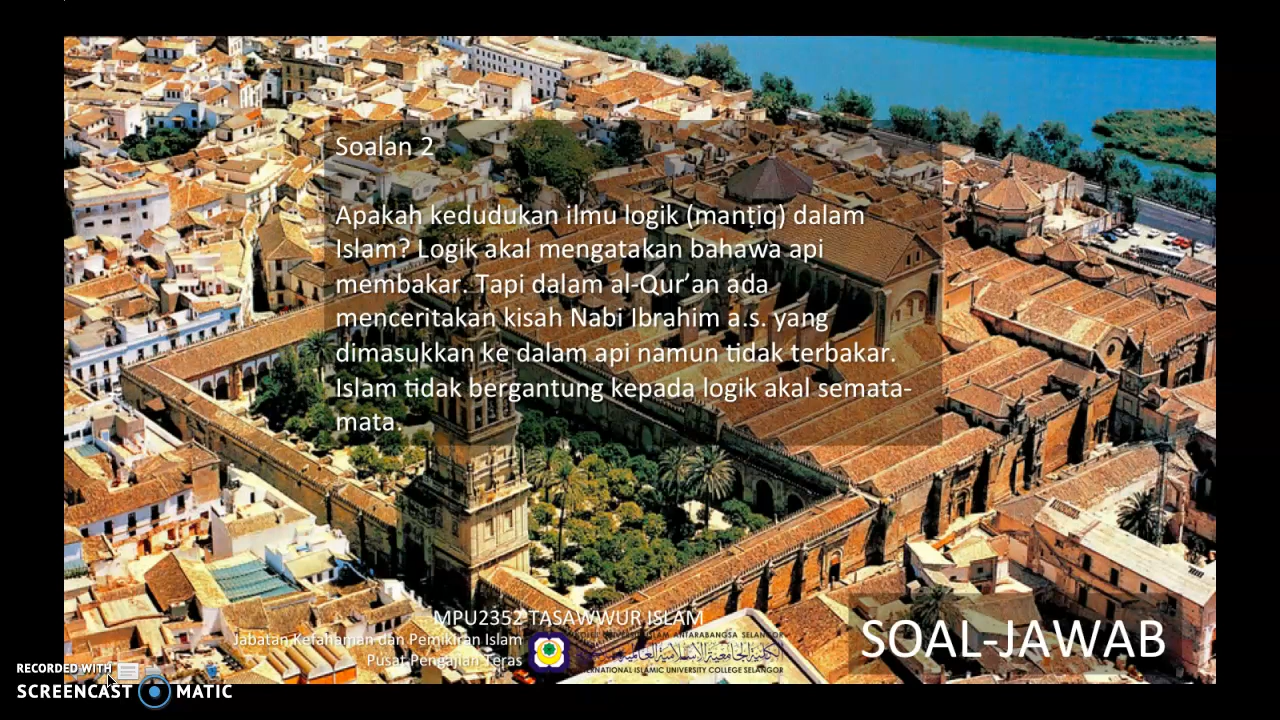 Soalan 2
Apakah kedudukan ilmu logik (manṭiq) dalam
Islam? Logik akal mengatakan bahawa api
membakar. Tapi dalam al-Qur’an ada
menceritakan kisah Nabi Ibrahim a.s. yang
dimasukkan ke dalam api namun tidak terbakar.
Islam tidak bergantung kepada logik akal semata-
mata.
MPU2352 TASAWWUR ISLAM
Jabatan Kefahaman dan Pemikiran Islam
Pusat Pengajian Teras
ANTARABANGSA SELANGOR
INTERNATIONAL ISLAMIC UNIVERSITY COLLEGE SELANGOR
SOAL-JAWAB
RECORDED WITH
SCREENCAST MATIC